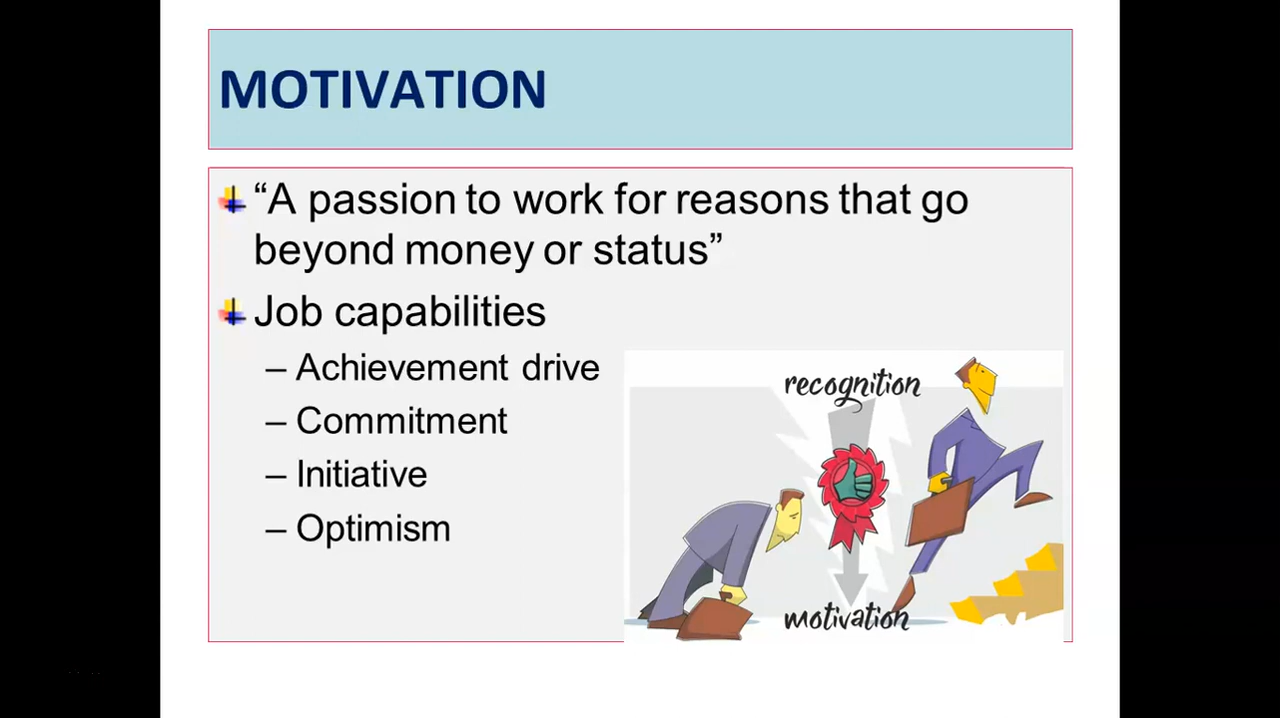 MOTIVATION
“A passion to work for reasons that go
beyond money or status”
Job capabilities
– Achievement drive
– Commitment
– Initiative
– Optimism
recognition
motivation